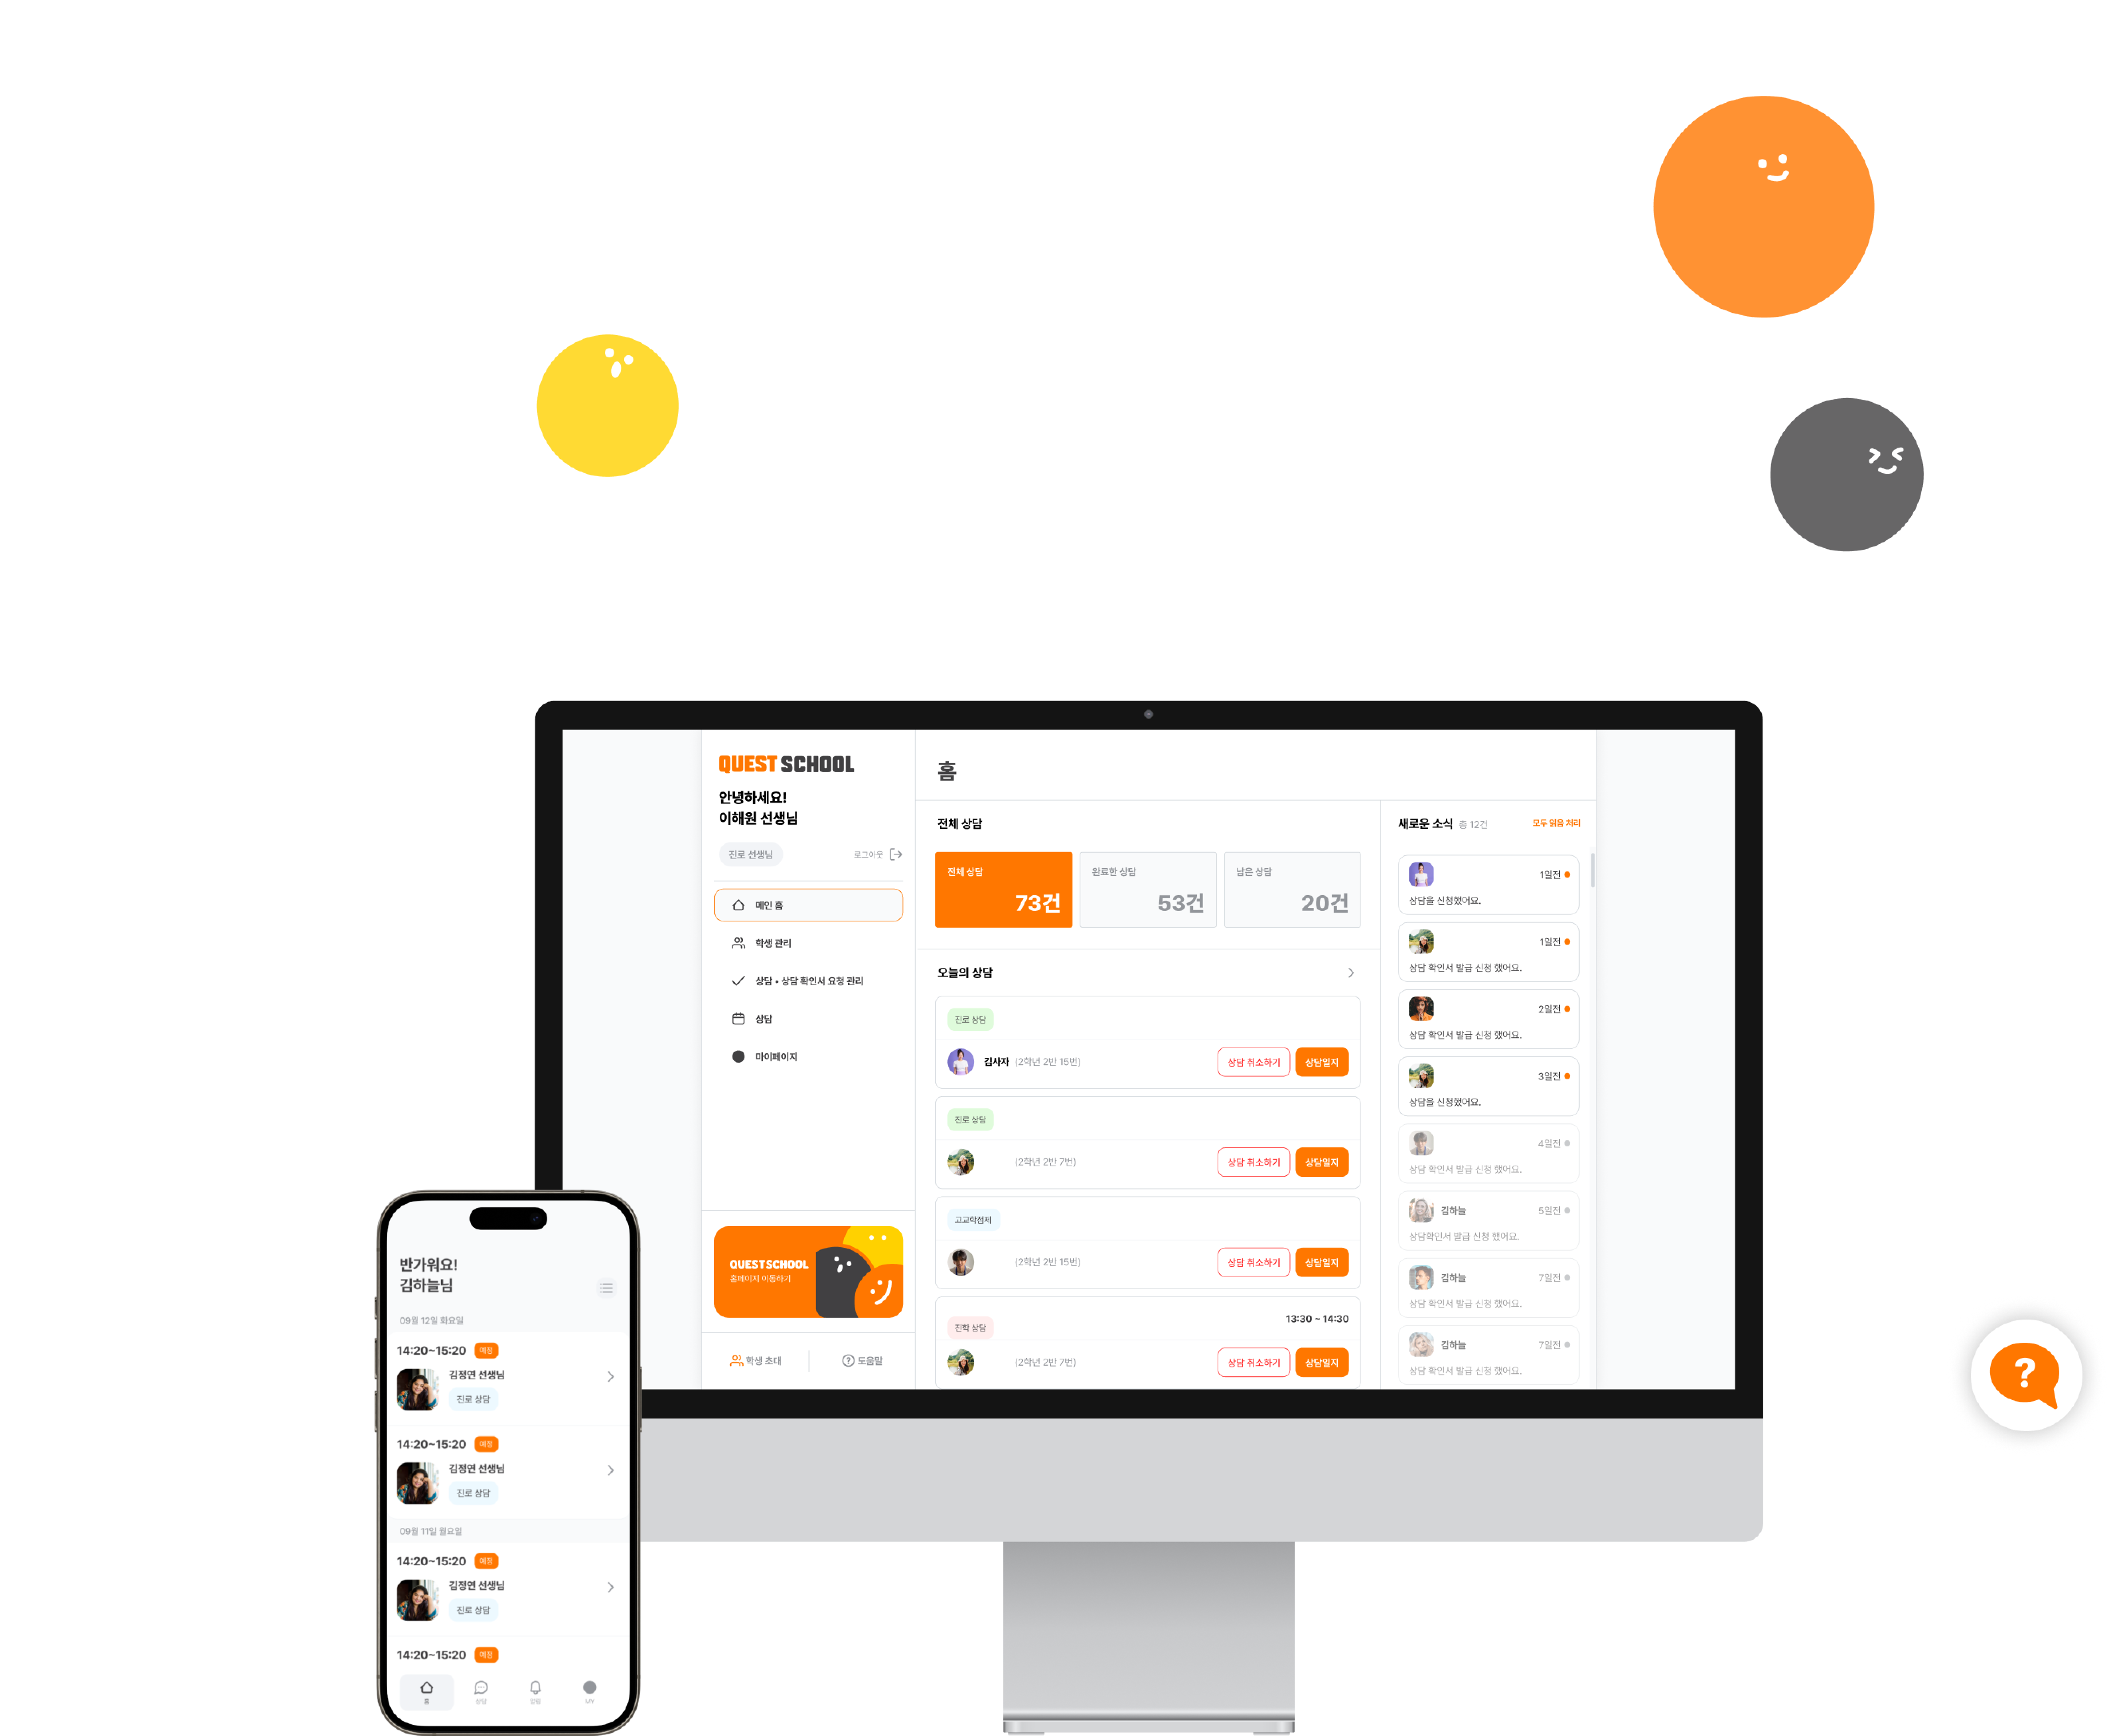 QUEST SCHOOL
안녕하세요!
이해원 선생님
진로 선생님
로그아웃
메인 홈
학생 관리
상담 • 상담 확인서 요청 관리
상담
마이페이지
QUESTSCHOOL
홈페이지 이동하기
학생 초대
도움말
홈
전체 상담
전체 상담
73건
완료한 상담
53건
남은 상담
20건
오늘의 상담
진로 상담
김사자 (2학년 2반 15번)
상담 취소하기
상담일지
진로 상담
(2학년 2반 7번)
상담 취소하기
상담일지
고교학점제
(2학년 2반 15번)
상담 취소하기
상담일지
진학 상담
13:30 ~ 14:30
(2학년 2반 7번)
상담 취소하기
상담일지
새로운 소식 총 12건
모두 읽음 처리
1일전
상담을 신청했어요.
1일전
상담 확인서 발급 신청 했어요.
2일전
상담 확인서 발급 신청 했어요.
3일전
상담을 신청했어요.
4일전
상담 확인서 발급 신청 했어요.
김하늘
5일전
상담확인서 발급 신청 했어요.
김하늘
7일전
상담 확인서 발급 신청 했어요.
김하늘
7일전
상담 확인서 발급 신청 했어요.
반가워요!
김하늘님
09월 12일 화요일
14:20~15:20 예정
김정연 선생님
진로 상담
14:20~15:20 예정
김정연 선생님
진로 상담
09월 11일 월요일
14:20~15:20 예정
김정연 선생님
진로 상담
14:20~15:20 예정
홈
상담
알림
MY
?